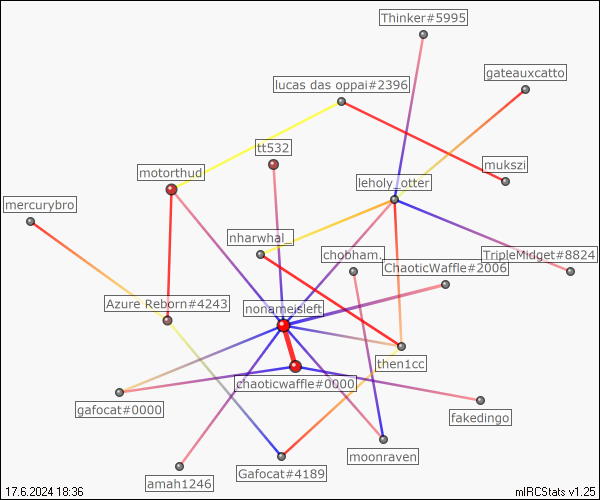 Thinker#5995
gateauxcatto
lucas das oppai#2396
tt532
motorthud
mukszi
leholy_otter
mercurybro
nharwhal_
chobham.
TripleMidget#8824
ChaoticWaffle#2006
Azure Reborn#4243
nonameisleft
then1cc
chaoticwaffle#0000
gafocat#0000
fakedingo
moonraven
Gafocat#4189
amah1246
17.6.2024 18:36
mIRCStats v1.25